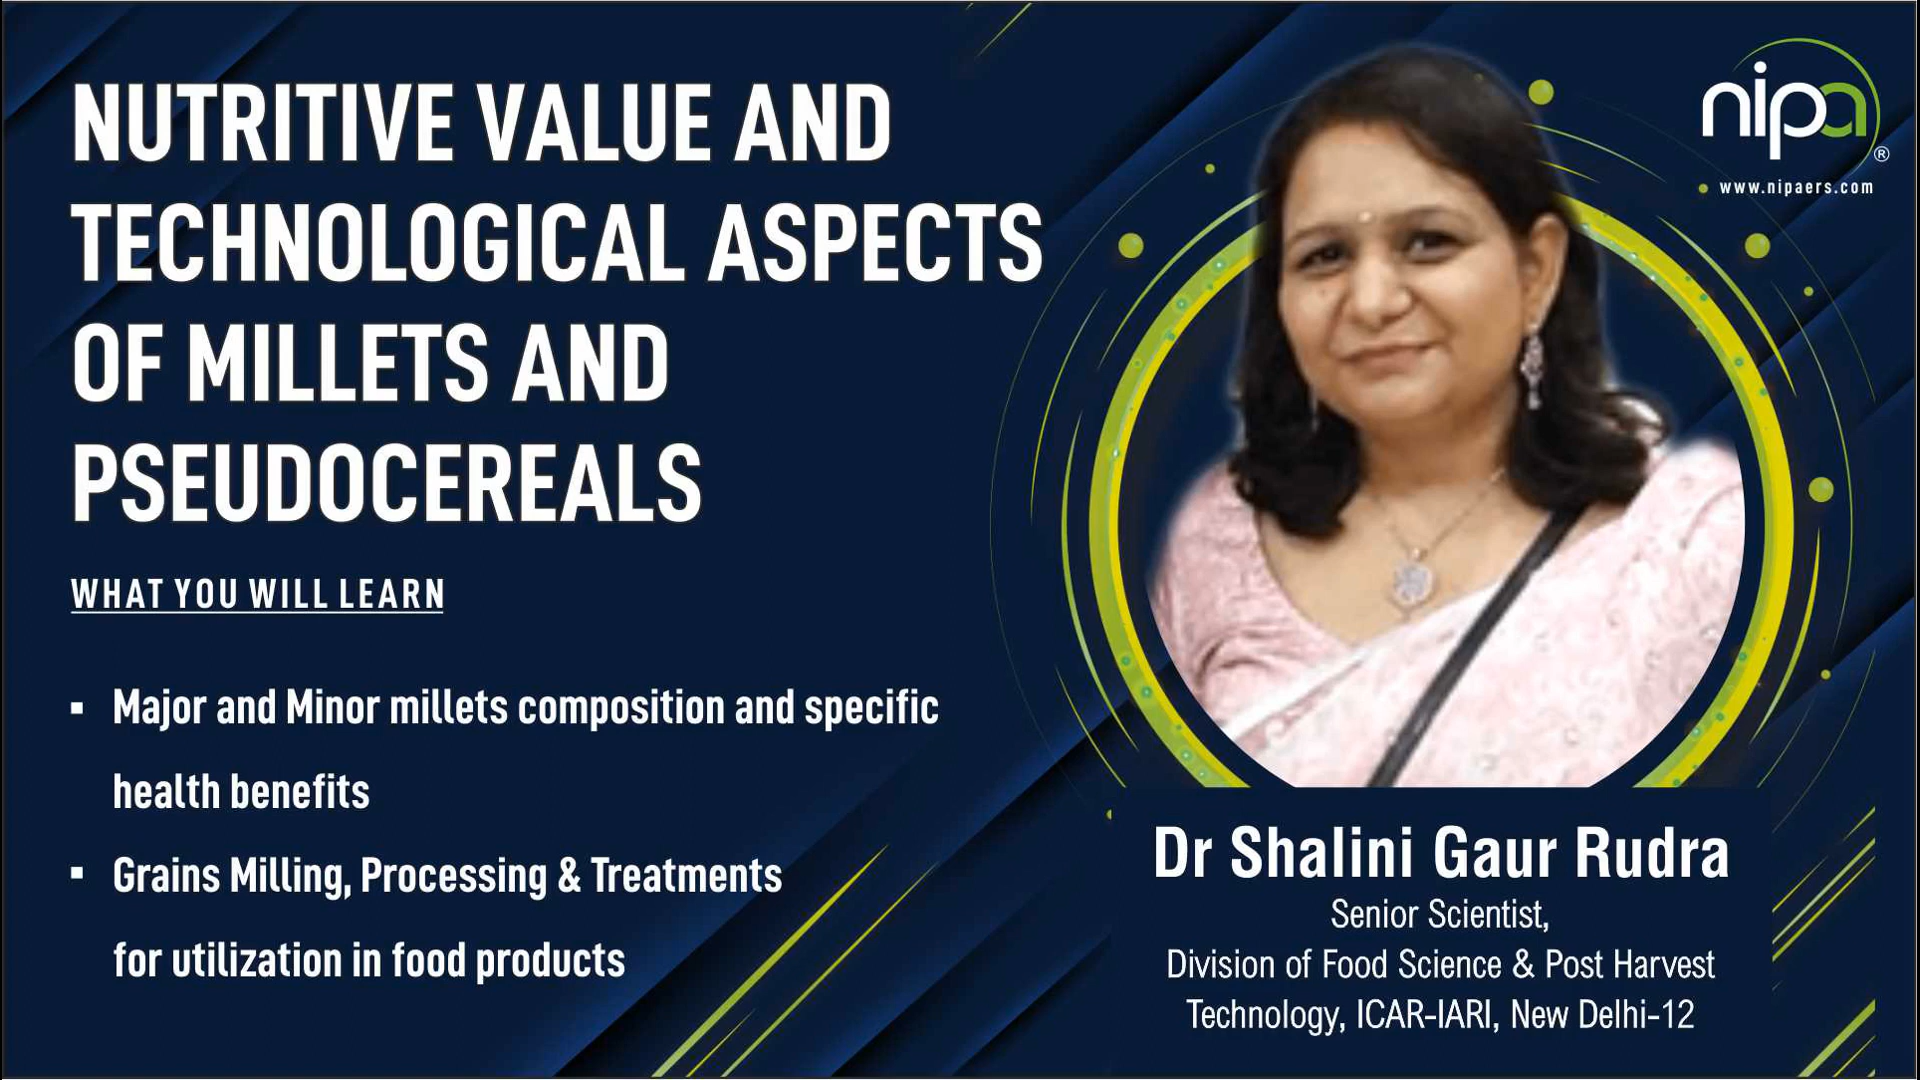 NUTRITIVE VALUE AND
TECHNOLOGICAL ASPECTS
OF MILLETS AND
PSEUDOCEREALS
WHAT YOU WILL LEARN
▪ Major and Minor millets composition and specific
health benefits
▪ Grains Milling, Processing & Treatments
for utilization in food products
nipa®
www.nipaers.com
Dr Shalini Gaur Rudra
Senior Scientist,
Division of Food Science & Post Harvest
Technology, ICAR-IARI, New Delhi-12